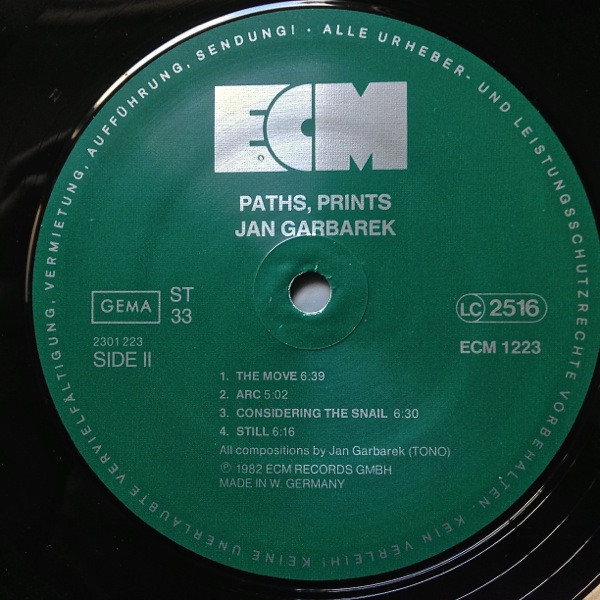 ALLE URHEBER- UND LEISTUNGSSCHUTZRECHTE VORBEHALTEN. KEIN VERLEIH! KEINE UNERLAUBTE VERVIELFÄLTIGUNG, VERMIETUNG, AUFFÜHRUNG, SENDUNG! ·
ECM
PATHS, PRINTS
JAN GARBAREK
GEMA
ST
33
LC 2516
2301 223
SIDE II
ECM 1223
1. THE MOVE 6:39
2. ARC 5:02
3. CONSIDERING THE SNAIL 6:30
4. STILL 6:16
All compositions by Jan Garbarek (TONO)
℗ 1982 ECM RECORDS GMBH
MADE IN W. GERMANY